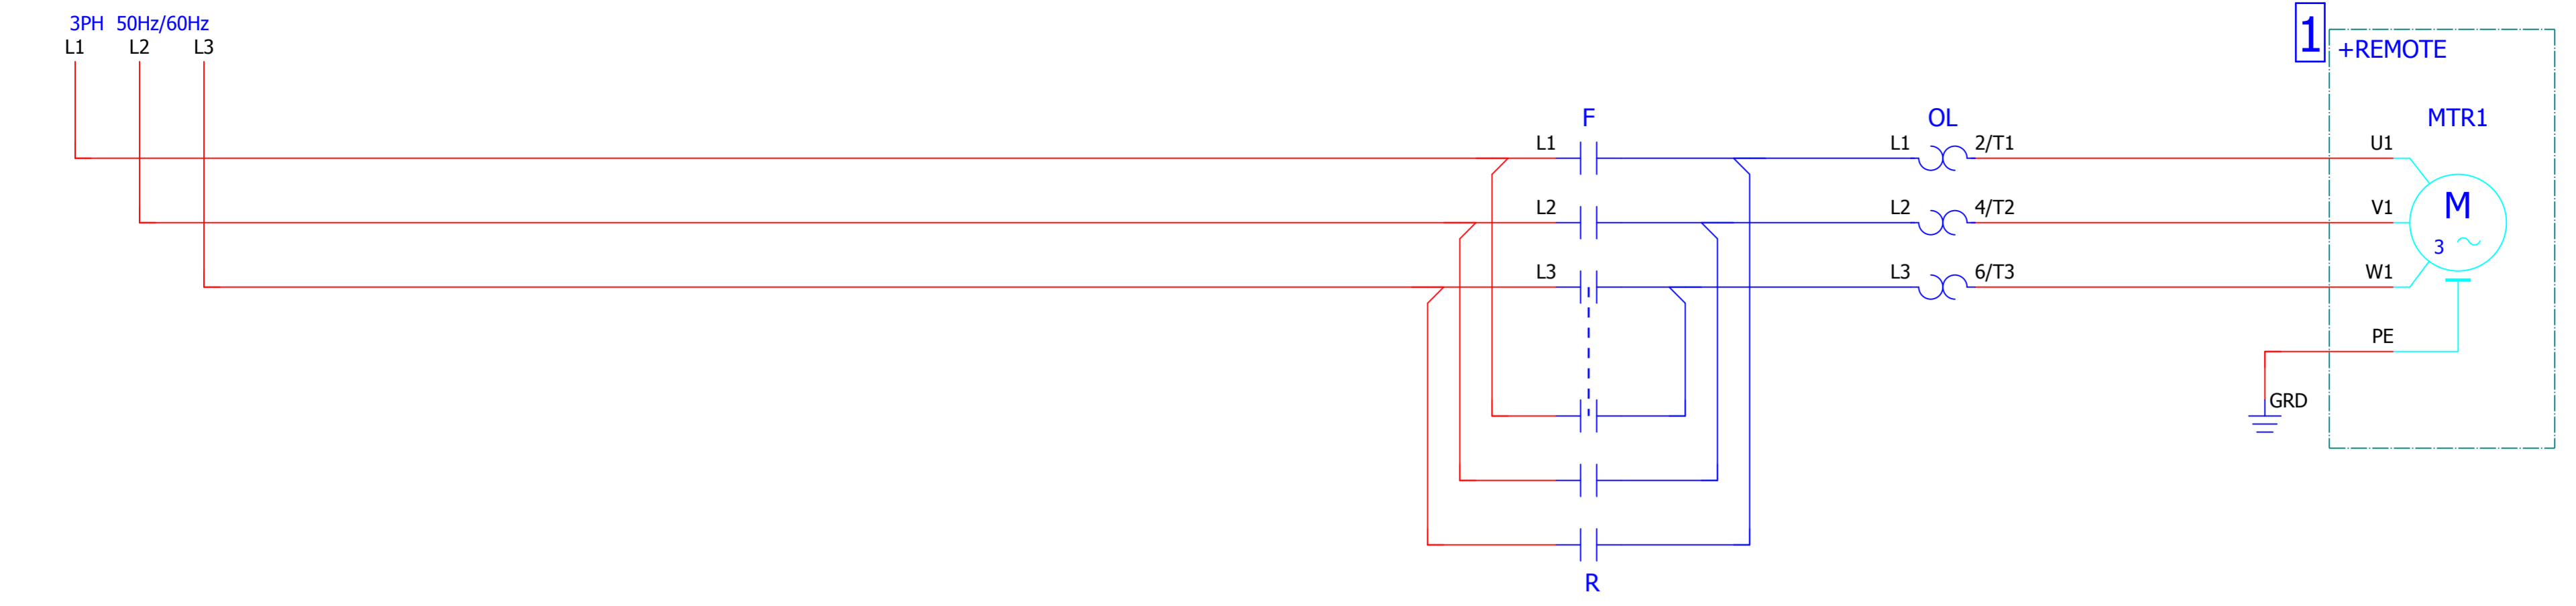 3PH 50Hz/60Hz
L1 L2 L3
1
+REMOTE
F OL MTR1
L1 L1 2/T1 U1
L2 L2 4/T2 V1
M
3
L3 L3 6/T3 W1
PE
GRD
R